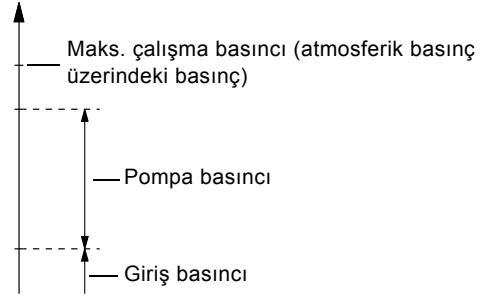 Maks. çalışma basıncı (atmosferik basınç
üzerindeki basınç)
Pompa basıncı
Giriş basıncı